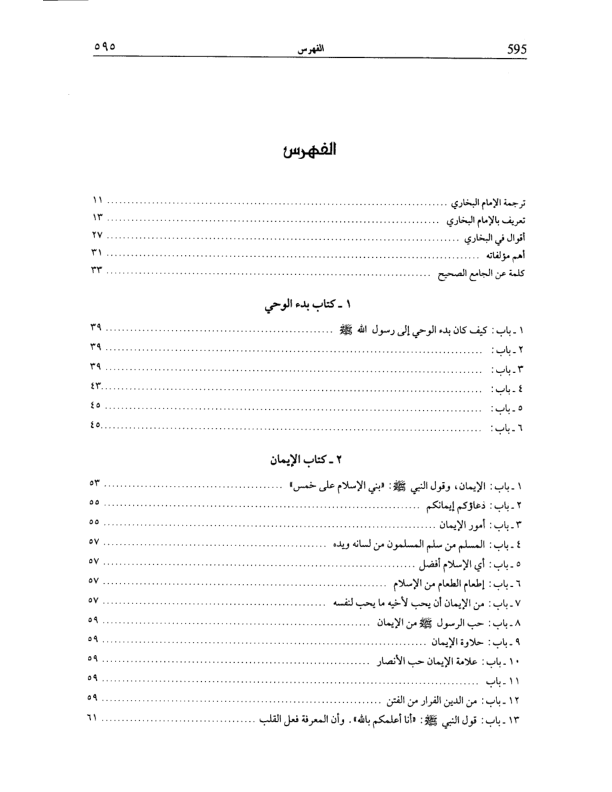 595 الفهرس ٥٩٥
الفهرس
ترجمة الإمام البخاري ........ ١١
تعريف بالإمام البخاري ........ ١٣
أقوال في البخاري ........ ٢٧
أهم مؤلفاته ........ ٣١
كلمة عن الجامع الصحيح ........ ٣٣
١ ـ كتاب بدء الوحي
١ ـ باب : كيف كان بدء الوحي إلى رسول الله ﷺ ........ ٣٩
٢ ـ باب : ........ ٣٩
٣ ـ باب : ........ ٣٩
٤ ـ باب : ........ ٤٣
٥ ـ باب : ........ ٤٥
٦ ـ باب : ........ ٤٥
٢ ـ كتاب الإيمان
١ ـ باب : الإيمان، وقول النبي ﷺ : «بني الإسلام على خمس» ........ ٥٣
٢ ـ باب : دعاؤكم إيمانكم ........ ٥٥
٣ ـ باب : أمور الإيمان ........ ٥٥
٤ ـ باب : المسلم من سلم المسلمون من لسانه ويده ........ ٥٧
٥ ـ باب : أي الإسلام أفضل ........ ٥٧
٦ ـ باب : إطعام الطعام من الإسلام ........ ٥٧
٧ ـ باب : من الإيمان أن يحب لأخيه ما يحب لنفسه ........ ٥٧
٨ ـ باب : حب الرسول ﷺ من الإيمان ........ ٥٩
٩ ـ باب : حلاوة الإيمان ........ ٥٩
١٠ ـ باب : علامة الإيمان حب الأنصار ........ ٥٩
١١ ـ باب ........ ٥٩
١٢ ـ باب : من الدين الفرار من الفتن ........ ٥٩
١٣ ـ باب : قول النبي ﷺ : «أنا أعلمكم بالله». وأن المعرفة فعل القلب ........ ٦١